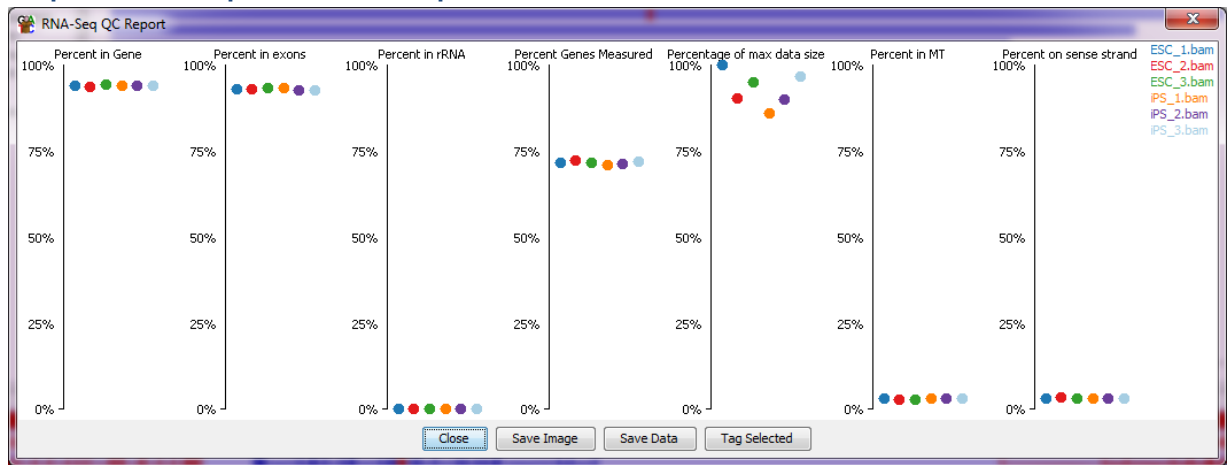 RNA-Seq QC Report
Percent in Gene
Percent in exons
Percent in rRNA
Percent Genes Measured
Percentage of max data size
Percent in MT
Percent on sense strand
ESC_1.bam
ESC_2.bam
ESC_3.bam
iPS_1.bam
iPS_2.bam
iPS_3.bam
100% 100% 100% 100% 100% 100% 100%
75% 75% 75% 75% 75% 75% 75%
50% 50% 50% 50% 50% 50% 50%
25% 25% 25% 25% 25% 25% 25%
0% 0% 0% 0% 0% 0% 0%
Close Save Image Save Data Tag Selected